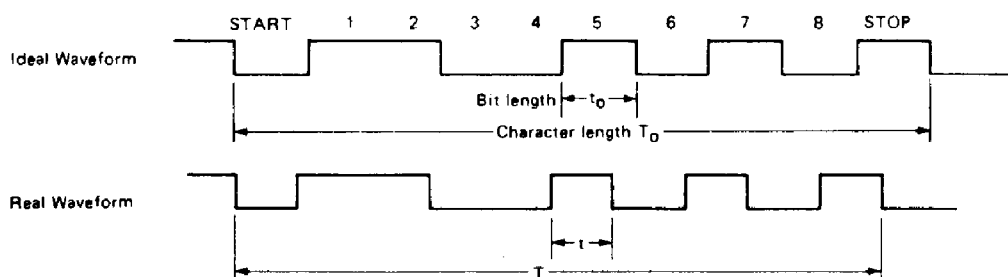 START 1 2 3 4 5 6 7 8 STOP
Ideal Waveform
Bit length t₀
Character length T₀
Real Waveform
t
T